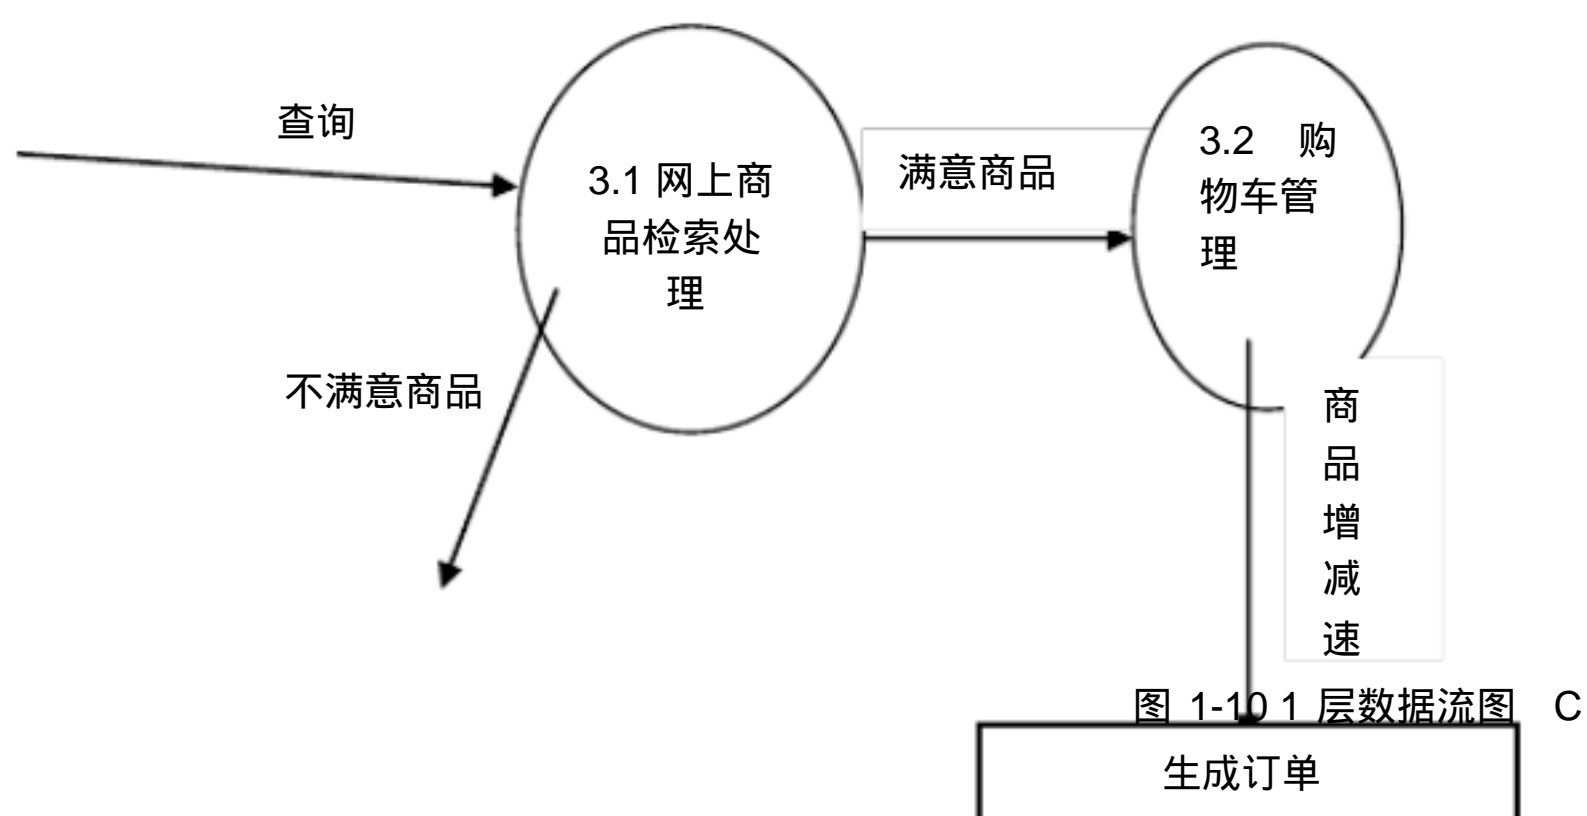 查询
3.1 网上商
品检索处
理
满意商品
3.2 购
物车管
理
不满意商品
商
品
增
减
速
图 1-10 1 层数据流图 C
生成订单